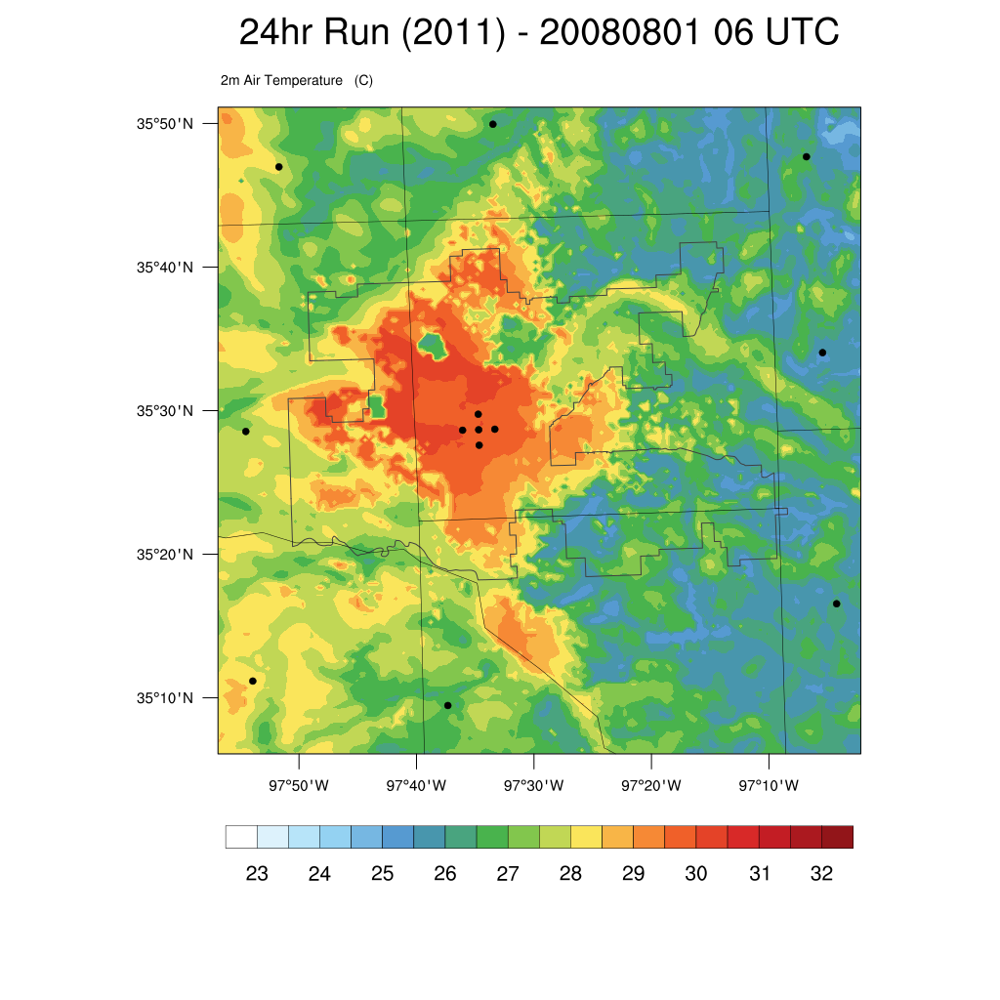 24hr Run (2011) - 20080801 06 UTC
2m Air Temperature (C)
35°50'N
35°40'N
35°30'N
35°20'N
35°10'N
97°50'W 97°40'W 97°30'W 97°20'W 97°10'W
23 24 25 26 27 28 29 30 31 32